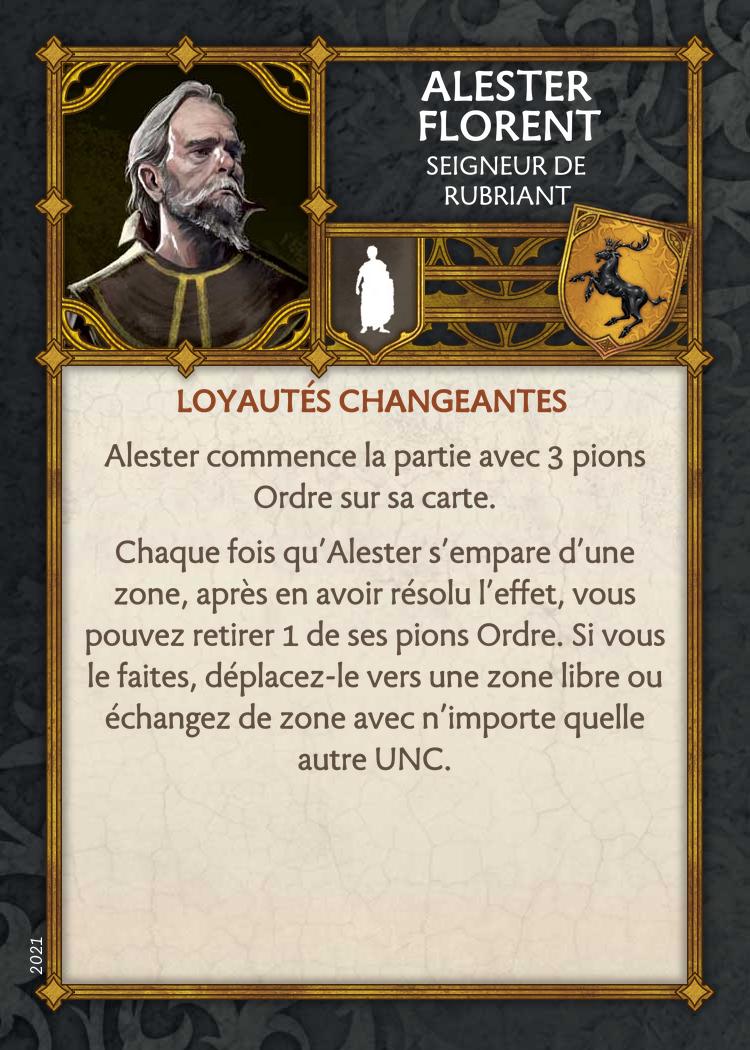 ALESTER
FLORENT
SEIGNEUR DE
RUBRIANT
LOYAUTÉS CHANGEANTES
Alester commence la partie avec 3 pions
Ordre sur sa carte.
Chaque fois qu'Alester s'empare d'une
zone, après en avoir résolu l'effet, vous
pouvez retirer 1 de ses pions Ordre. Si vous
le faites, déplacez-le vers une zone libre ou
échangez de zone avec n'importe quelle
autre UNC.
2021